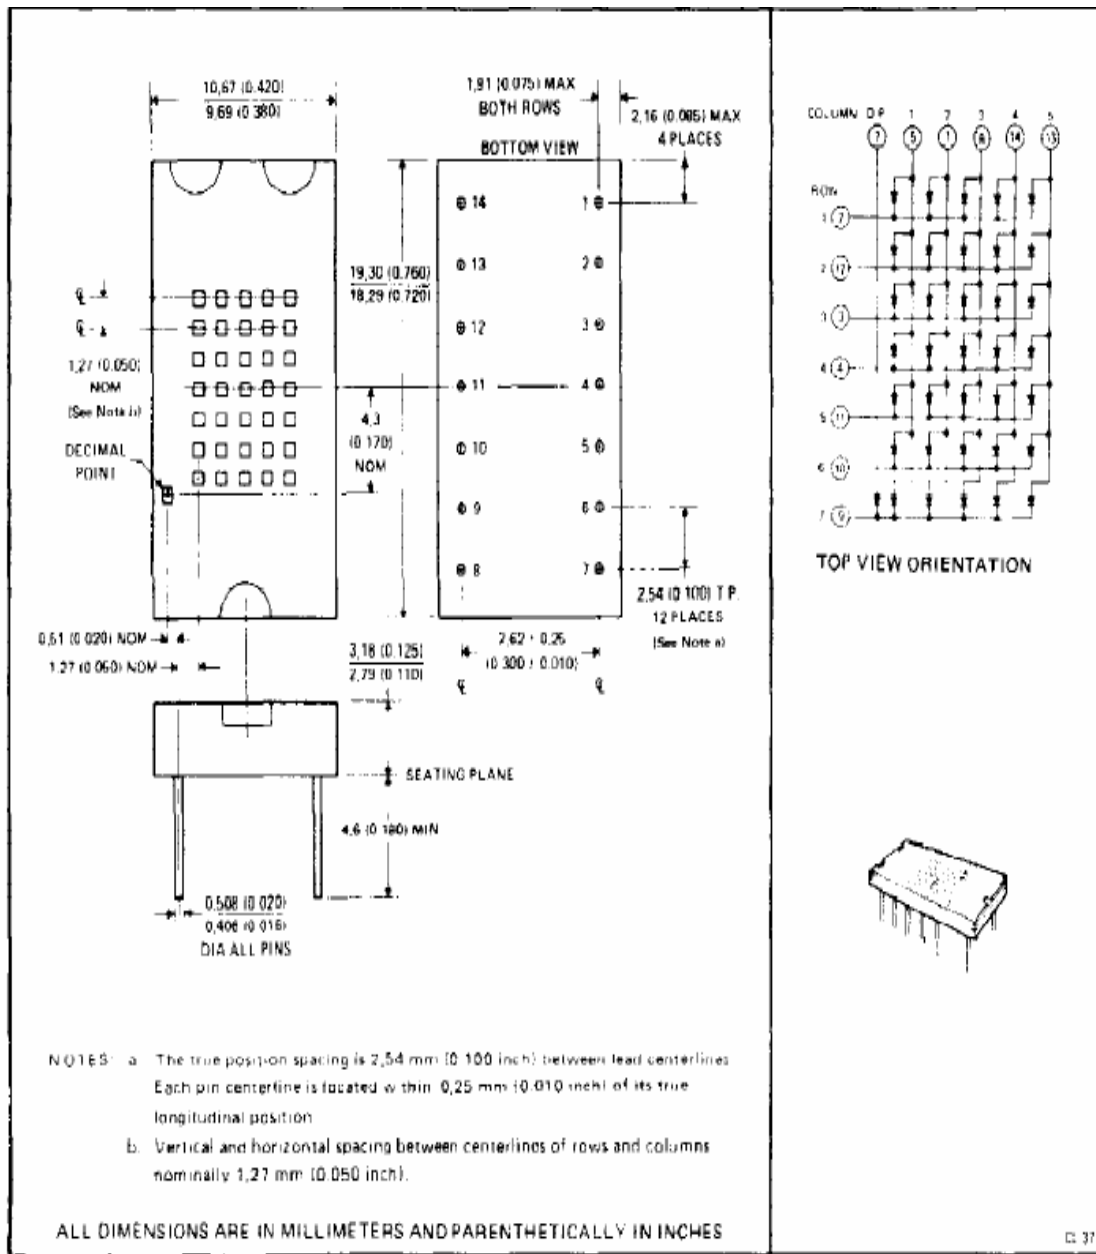 10,67 (0.420)
9,69 (0 380)
1,91 (0.075) MAX
BOTH ROWS
2,16 (0.085) MAX
4 PLACES
BOTTOM VIEW
14
1
13
2
12
3
11
4
10
5
9
6
8
7
19,30 (0.760)
18,29 (0.720)
1,27 (0.050)
NOM
(See Note b)
DECIMAL
POINT
4,3
(0 170)
NOM
2,54 (0 100) T.P.
12 PLACES
(See Note a)
0,51 (0 020) NOM
1.27 (0.050) NOM
(0.300 ± 0.010)
3,18 (0.125)
2,79 (0 110)
SEATING PLANE
4,6 (0 180) MIN
0,508 (0 020)
0,406 (0 016)
DIA ALL PINS
COLUMN D.P. 1 2 3 4 5
5 1 14 13
ROW
2 12
3 3
4 4
5 11
6 10
7 9
TOP VIEW ORIENTATION
NOTES: a The true position spacing is 2,54 mm (0 100 inch) between lead centerlines
Each pin centerline is located within 0,25 mm (0.010 inch) of its true
longitudinal position
b. Vertical and horizontal spacing between centerlines of rows and columns
nominally 1,27 mm (0.050 inch).
ALL DIMENSIONS ARE IN MILLIMETERS AND PARENTHETICALLY IN INCHES